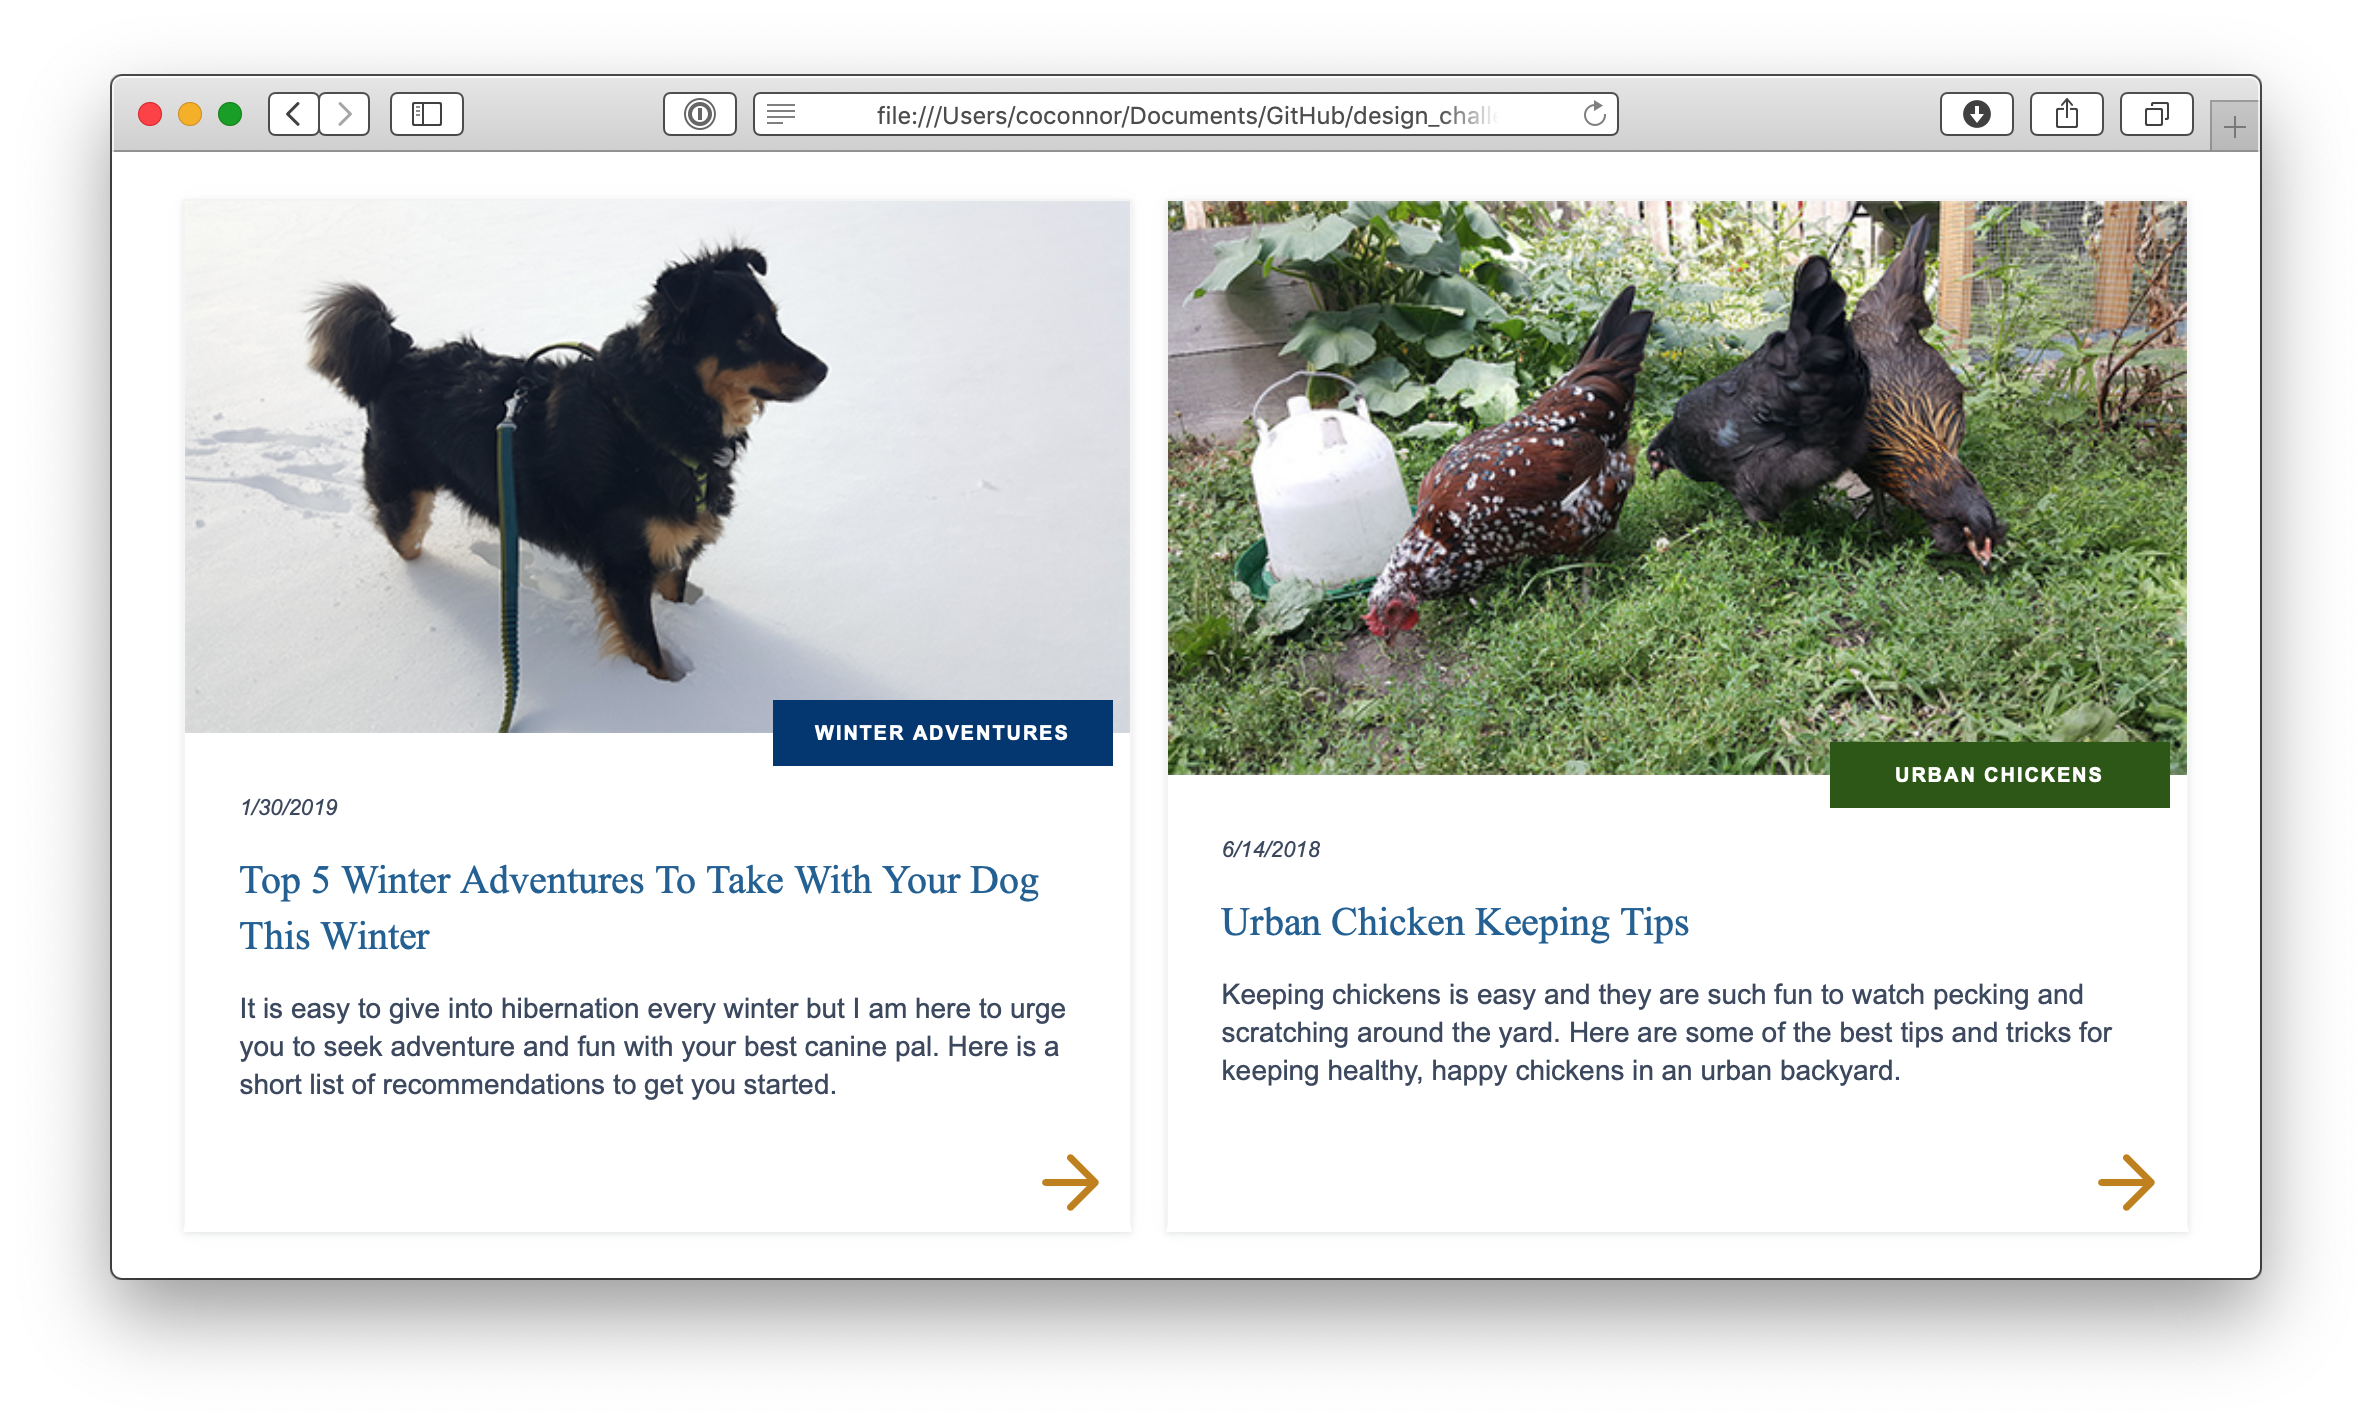 file:///Users/coconnor/Documents/GitHub/design_challe
WINTER ADVENTURES
1/30/2019
Top 5 Winter Adventures To Take With Your Dog
This Winter
It is easy to give into hibernation every winter but I am here to urge
you to seek adventure and fun with your best canine pal. Here is a
short list of recommendations to get you started.
URBAN CHICKENS
6/14/2018
Urban Chicken Keeping Tips
Keeping chickens is easy and they are such fun to watch pecking and
scratching around the yard. Here are some of the best tips and tricks for
keeping healthy, happy chickens in an urban backyard.